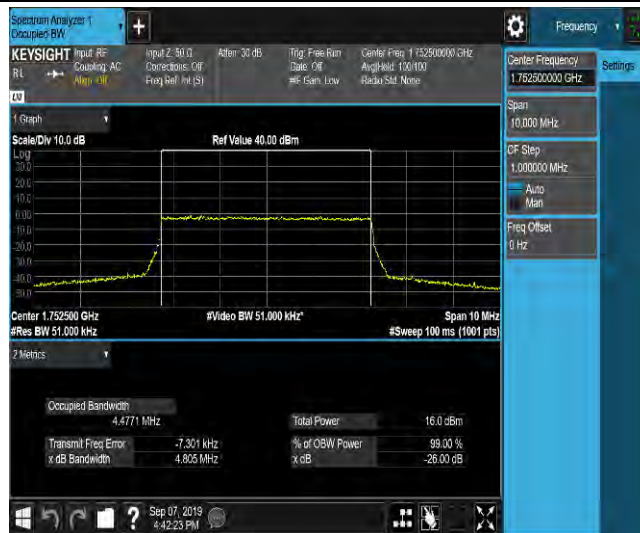 Spectrum Analyzer 1
Occupied BW
Frequency
KEYSIGHT
Input: RF
Coupling: AC
Align: Off
Input Z: 50 Ω
Corrections: Off
Freq Ref: Int (S)
Atten: 30 dB
Trig: Free Run
Gate: Off
#IF Gain: Low
Center Freq: 1.752500000 GHz
Avg|Hold: 100/100
Radio Std: None
RL
LXI
1 Graph
Scale/Div 10.0 dB
Ref Value 40.00 dBm
Log
30.0
20.0
10.0
0.00
-10.0
-20.0
-30.0
-40.0
-50.0
Center 1.752500 GHz
#Video BW 51.000 kHz*
Span 10 MHz
#Res BW 51.000 kHz
#Sweep 100 ms (1001 pts)
2 Metrics
Occupied Bandwidth
4.4771 MHz
Total Power
16.0 dBm
Transmit Freq Error
-7.301 kHz
% of OBW Power
99.00 %
x dB Bandwidth
4.805 MHz
x dB
-26.00 dB
Sep 07, 2019
4:42:23 PM
Center Frequency
1.752500000 GHz
Settings
Span
10.000 MHz
CF Step
1.000000 MHz
Auto
Man
Freq Offset
0 Hz